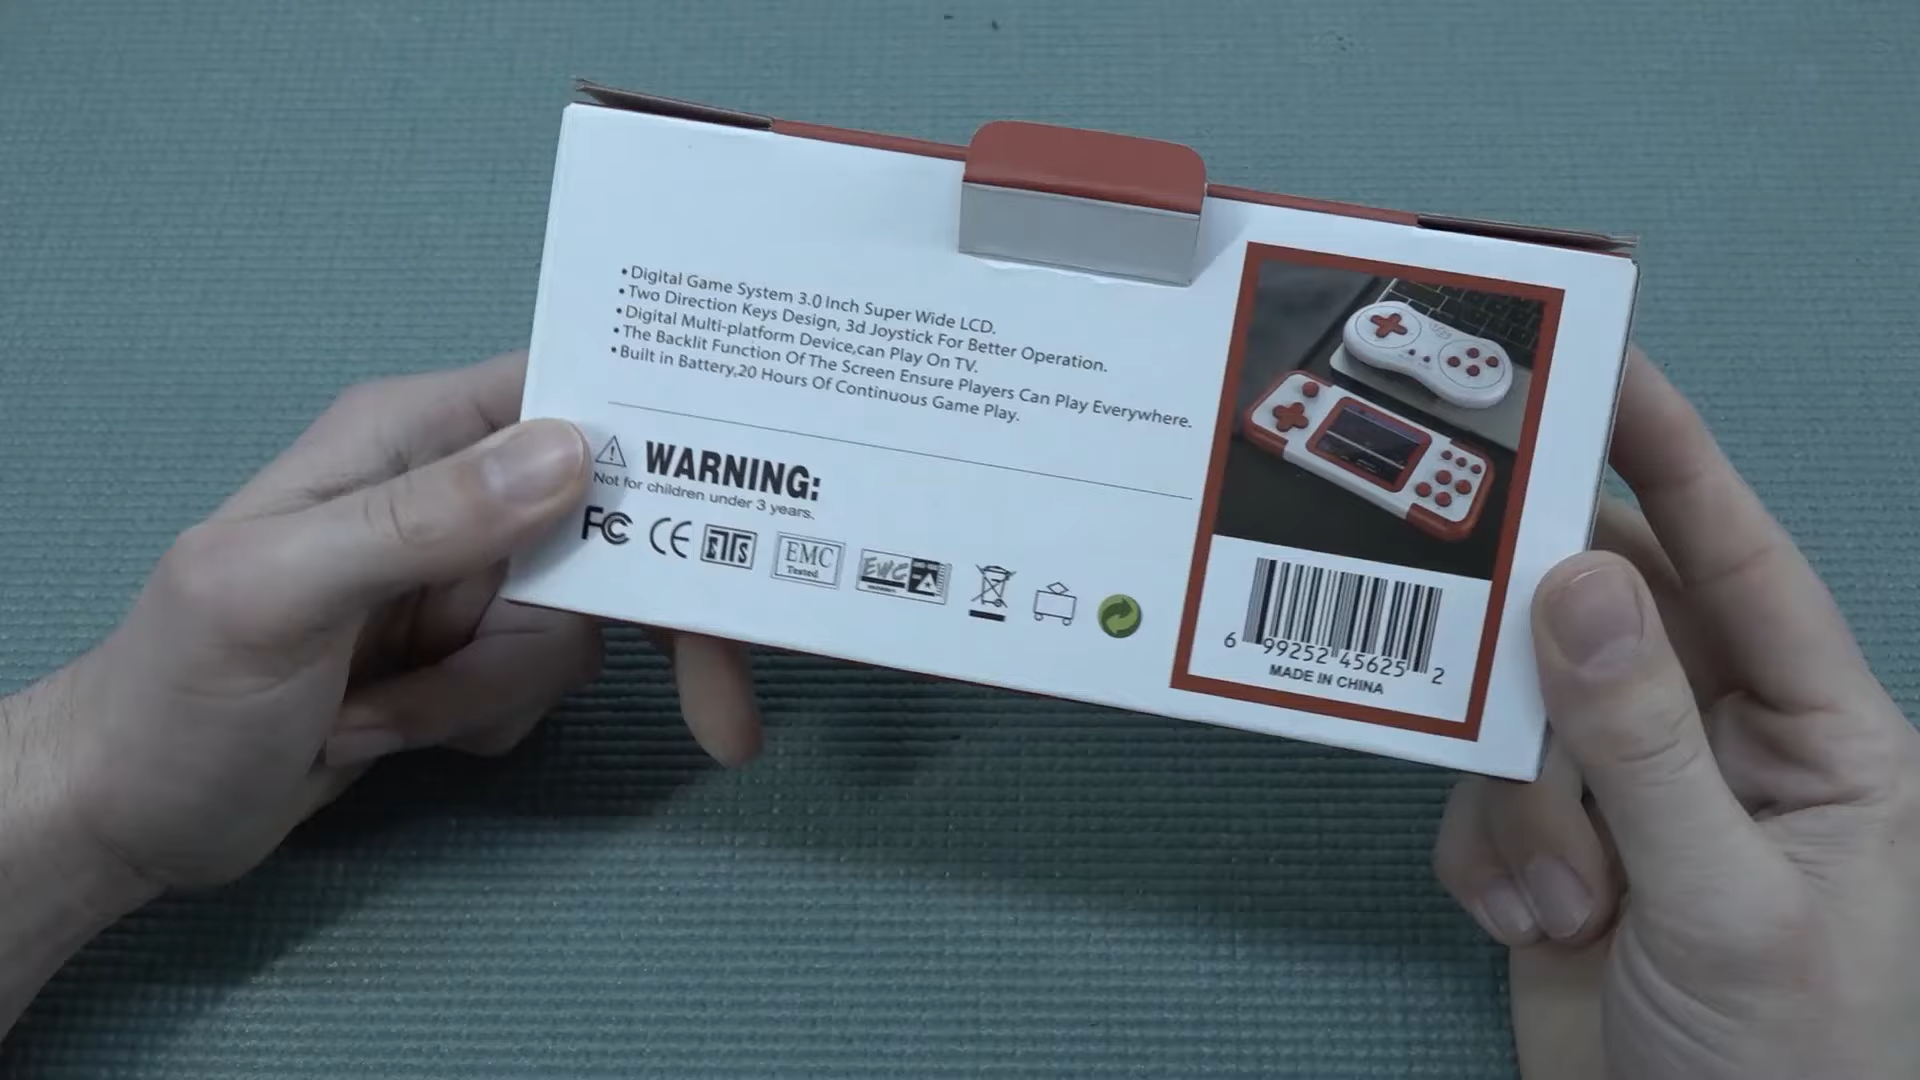 •Digital Game System 3.0 Inch Super Wide LCD.
•Two Direction Keys Design, 3d Joystick For Better Operation.
•Digital Multi-platform Device,can Play On TV.
•The Backlit Function Of The Screen Ensure Players Can Play Everywhere.
•Built in Battery,20 Hours Of Continuous Game Play.
WARNING:
Not for children under 3 years.
FC CE ETS EMC Tested EWC
6 99252 45625 2
MADE IN CHINA